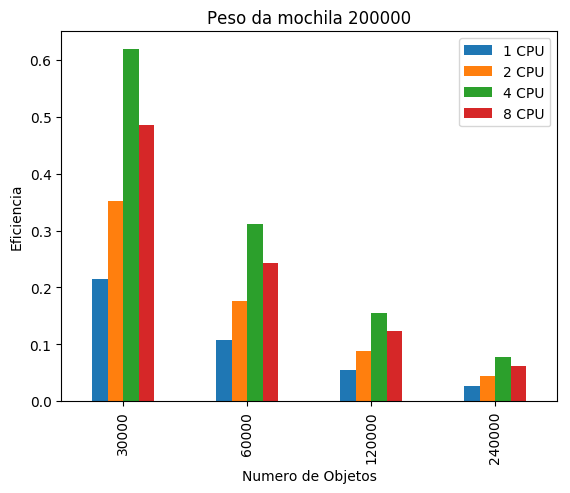 Peso da mochila 200000
1 CPU
2 CPU
4 CPU
8 CPU
Eficiencia
0.6
0.5
0.4
0.3
0.2
0.1
0.0
30000
60000
120000
240000
Numero de Objetos